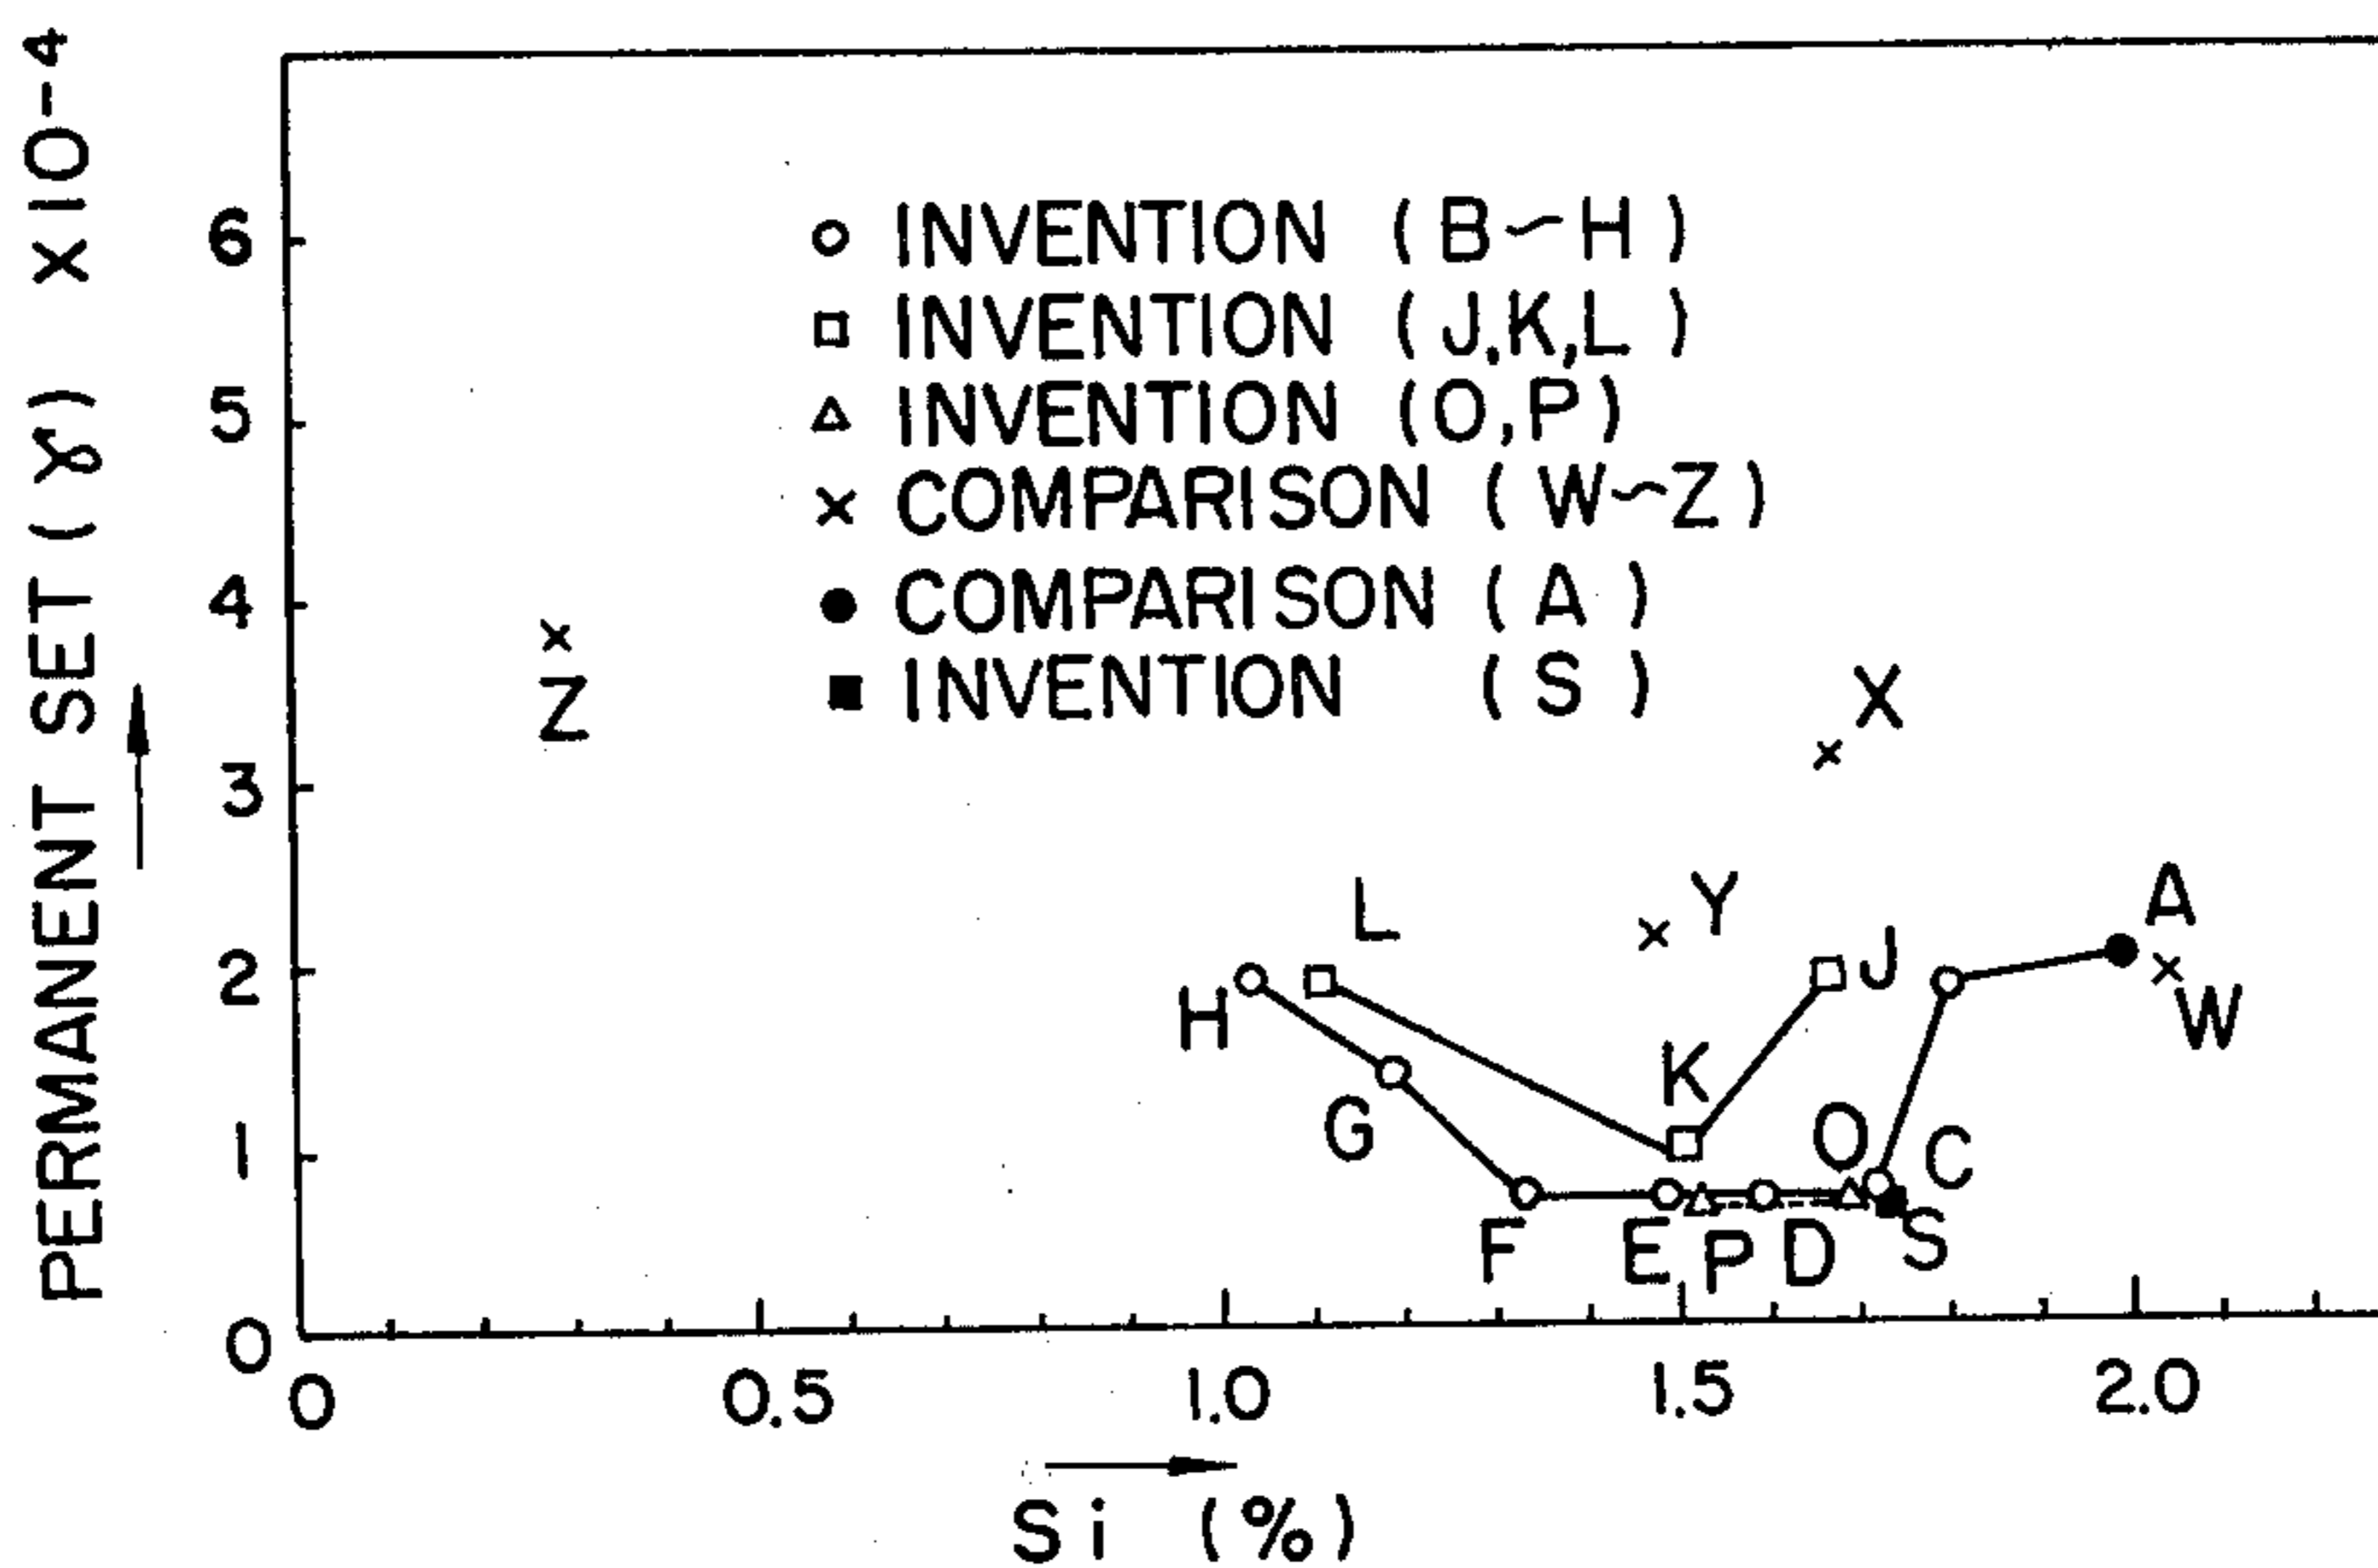 PERMANENT SET (γ) ×10-4
6
5
4
3
2
1
0
INVENTION (B~H)
INVENTION (J,K,L)
INVENTION (O,P)
COMPARISON (W~Z)
COMPARISON (A)
INVENTION (S)
Z
X
L
Y
A
J
H
W
K
G
O
C
F
E
P
D
S
0
0.5
1.0
1.5
2.0
Si (%)